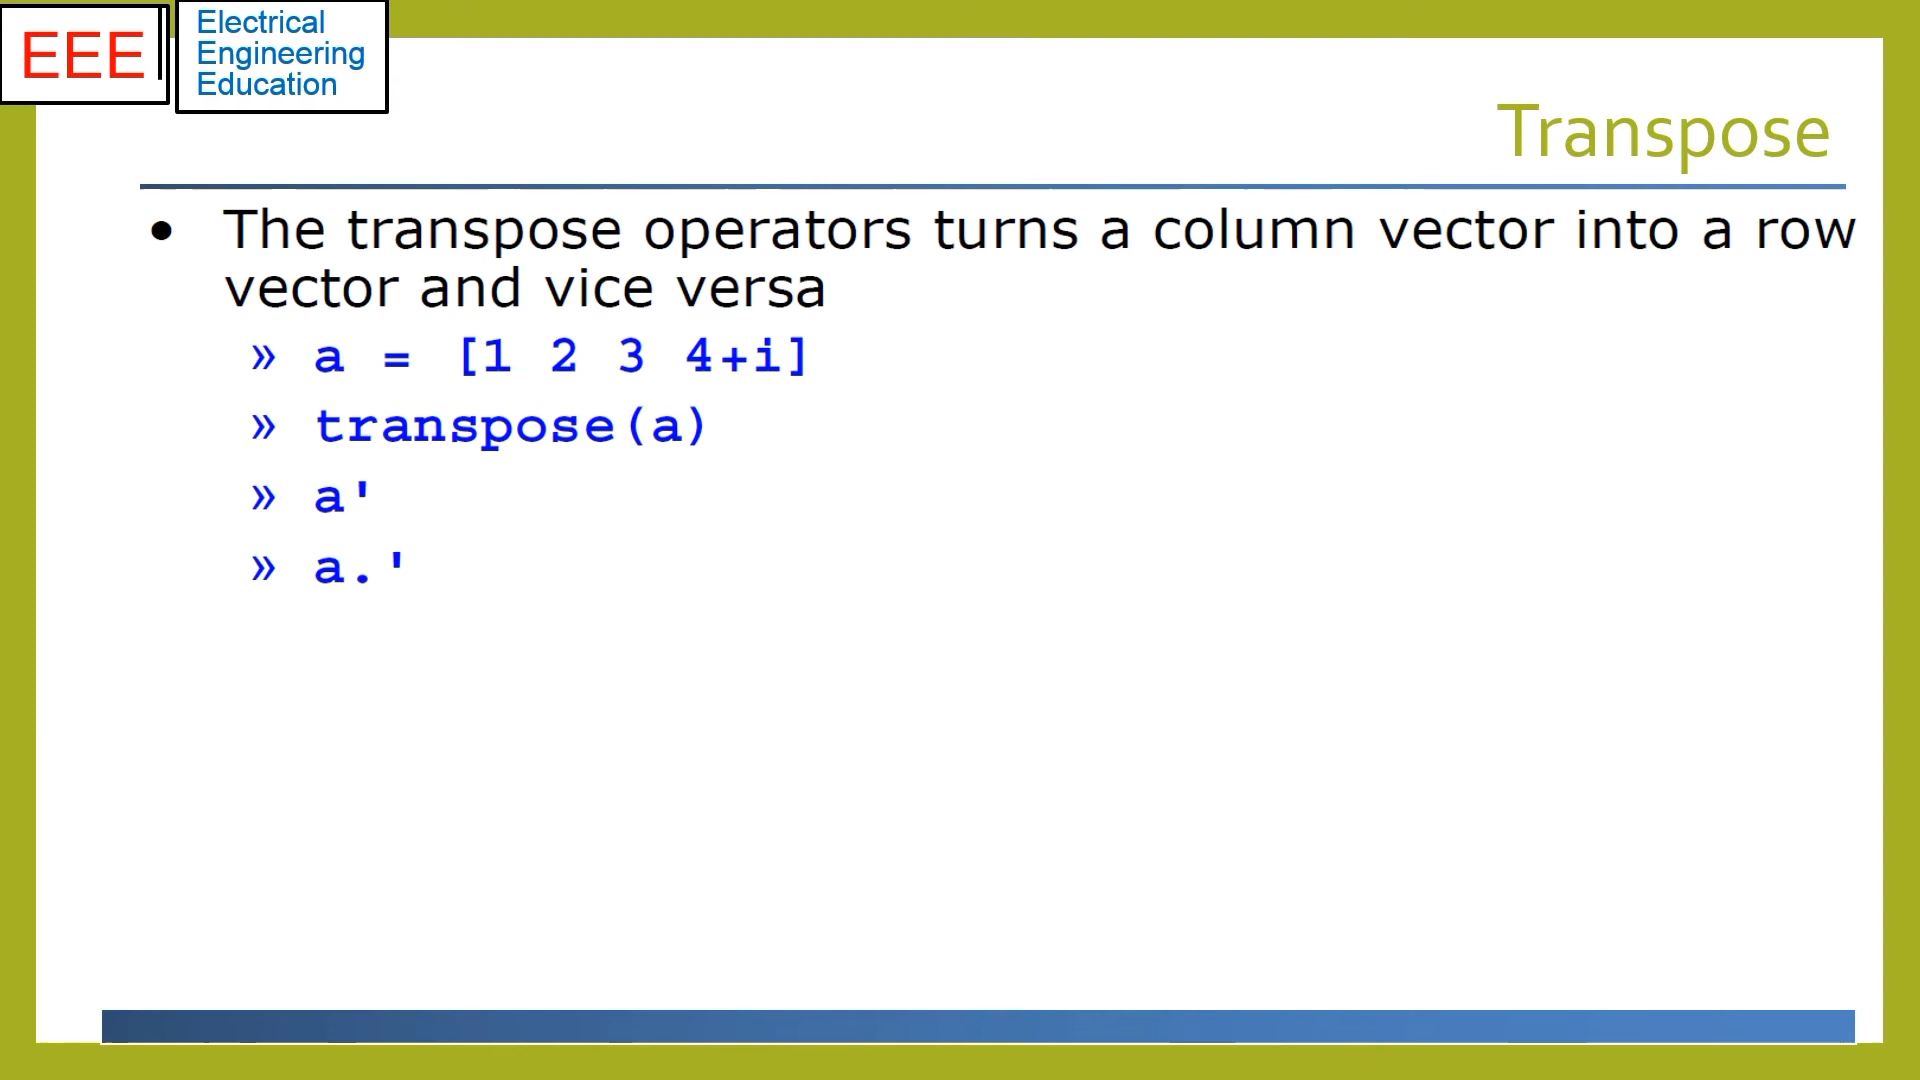 EEE
Electrical
Engineering
Education
Transpose
• The transpose operators turns a column vector into a row
vector and vice versa
» a = [1 2 3 4+i]
» transpose(a)
» a'
» a.'